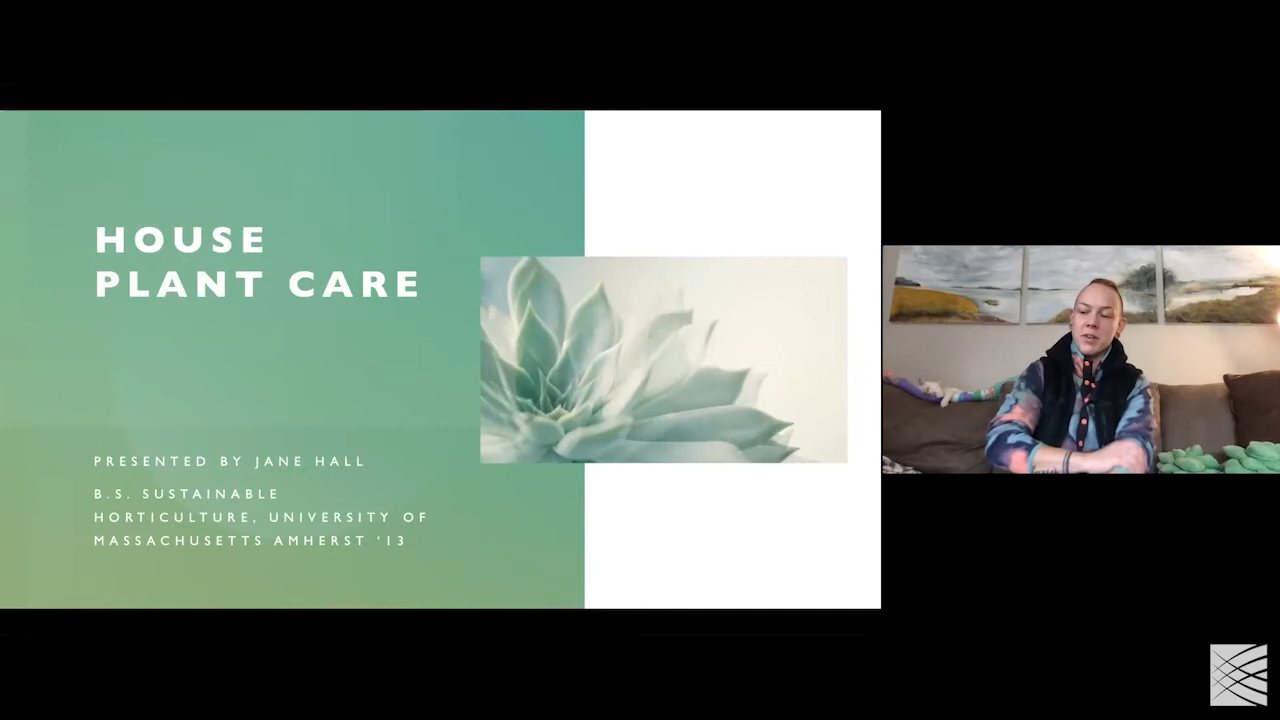 HOUSE
PLANT CARE
PRESENTED BY JANE HALL
B.S. SUSTAINABLE
HORTICULTURE, UNIVERSITY OF
MASSACHUSETTS AMHERST '13